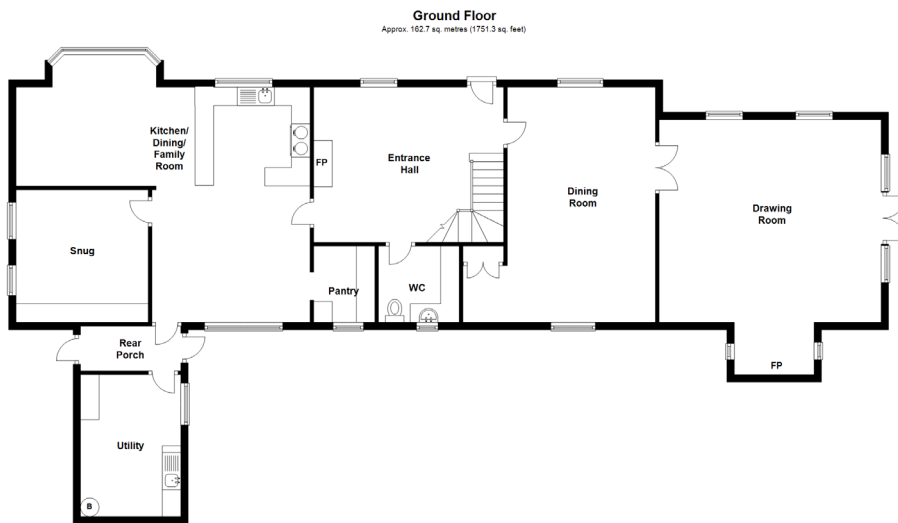 Ground Floor
Approx. 162.7 sq. metres (1751.3 sq. feet)
Kitchen/
Dining/
Family
Room
FP
Entrance
Hall
Dining
Room
Drawing
Room
Snug
Pantry
WC
Rear
Porch
FP
Utility
B